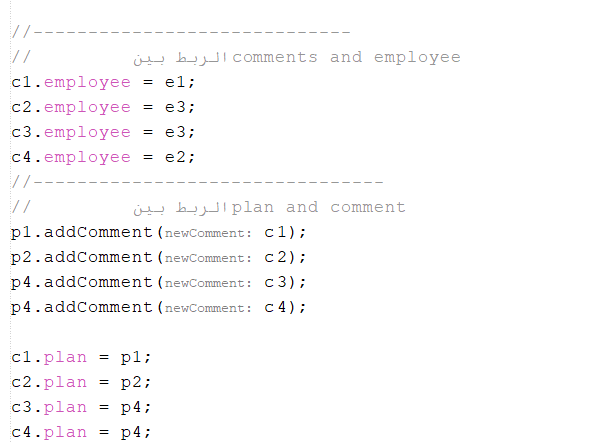 //-----------------------------
// الربط بين comments and employee
c1.employee = e1;
c2.employee = e3;
c3.employee = e3;
c4.employee = e2;
//--------------------------------
// الربط بين plan and comment
p1.addComment(newComment: c1);
p2.addComment(newComment: c2);
p4.addComment(newComment: c3);
p4.addComment(newComment: c4);
c1.plan = p1;
c2.plan = p2;
c3.plan = p4;
c4.plan = p4;